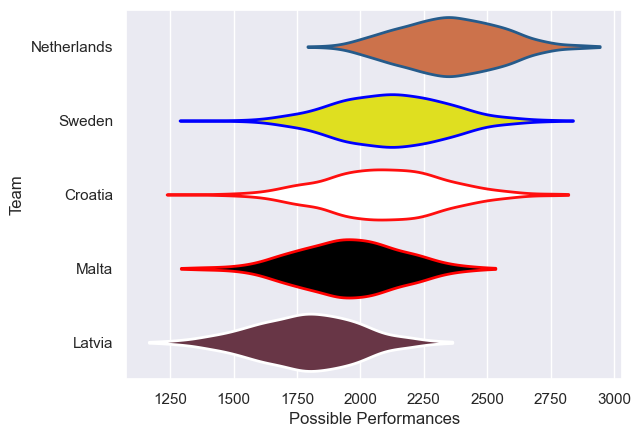 Netherlands
Sweden
Croatia
Malta
Latvia
Team
1250 1500 1750 2000 2250 2500 2750 3000
Possible Performances